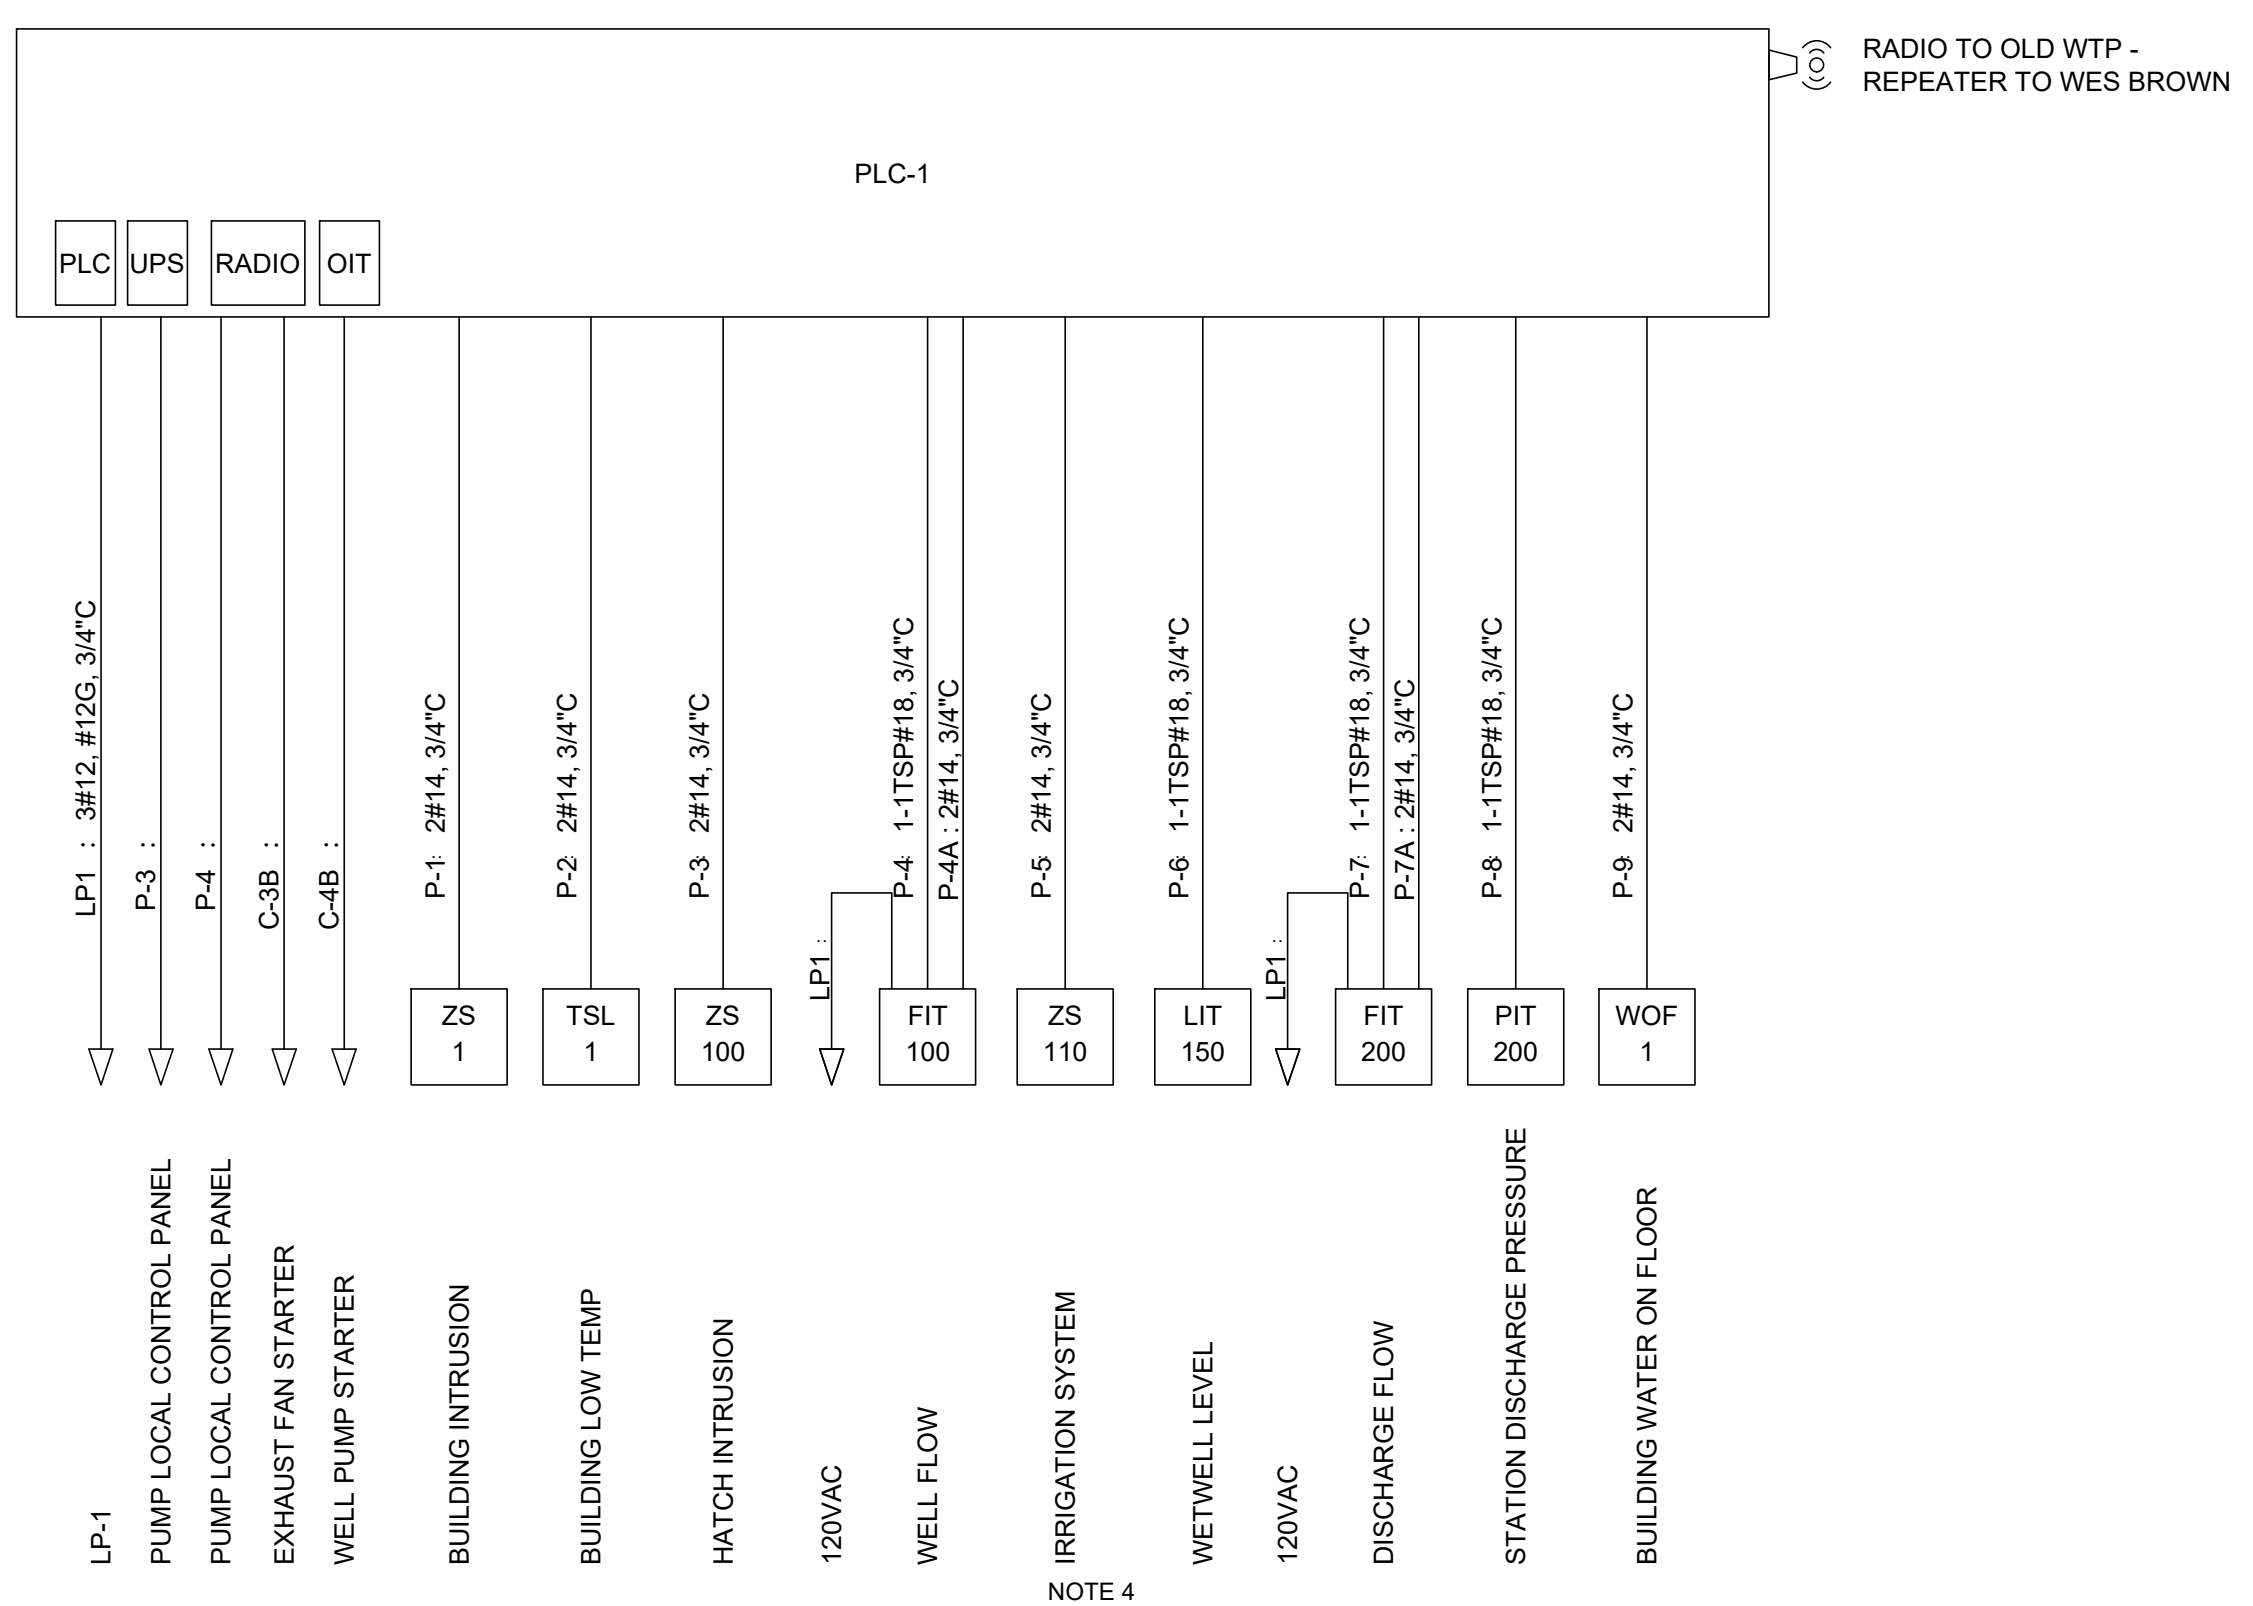 RADIO TO OLD WTP -
REPEATER TO WES BROWN
PLC-1
PLC
UPS
RADIO
OIT
LP1 : 3#12, #12G, 3/4"C
P-3 :
P-4 :
C-3B :
C-4B :
P-1: 2#14, 3/4"C
P-2: 2#14, 3/4"C
P-3: 2#14, 3/4"C
LP1 :
P-4: 1-1TSP#18, 3/4"C
P-4A : 2#14, 3/4"C
P-5: 2#14, 3/4"C
P-6: 1-1TSP#18, 3/4"C
LP1 :
P-7: 1-1TSP#18, 3/4"C
P-7A : 2#14, 3/4"C
P-8: 1-1TSP#18, 3/4"C
P-9: 2#14, 3/4"C
ZS
1
TSL
1
ZS
100
FIT
100
ZS
110
LIT
150
FIT
200
PIT
200
WOF
1
LP-1
PUMP LOCAL CONTROL PANEL
PUMP LOCAL CONTROL PANEL
EXHAUST FAN STARTER
WELL PUMP STARTER
BUILDING INTRUSION
BUILDING LOW TEMP
HATCH INTRUSION
120VAC
WELL FLOW
IRRIGATION SYSTEM
WETWELL LEVEL
120VAC
DISCHARGE FLOW
STATION DISCHARGE PRESSURE
BUILDING WATER ON FLOOR
NOTE 4